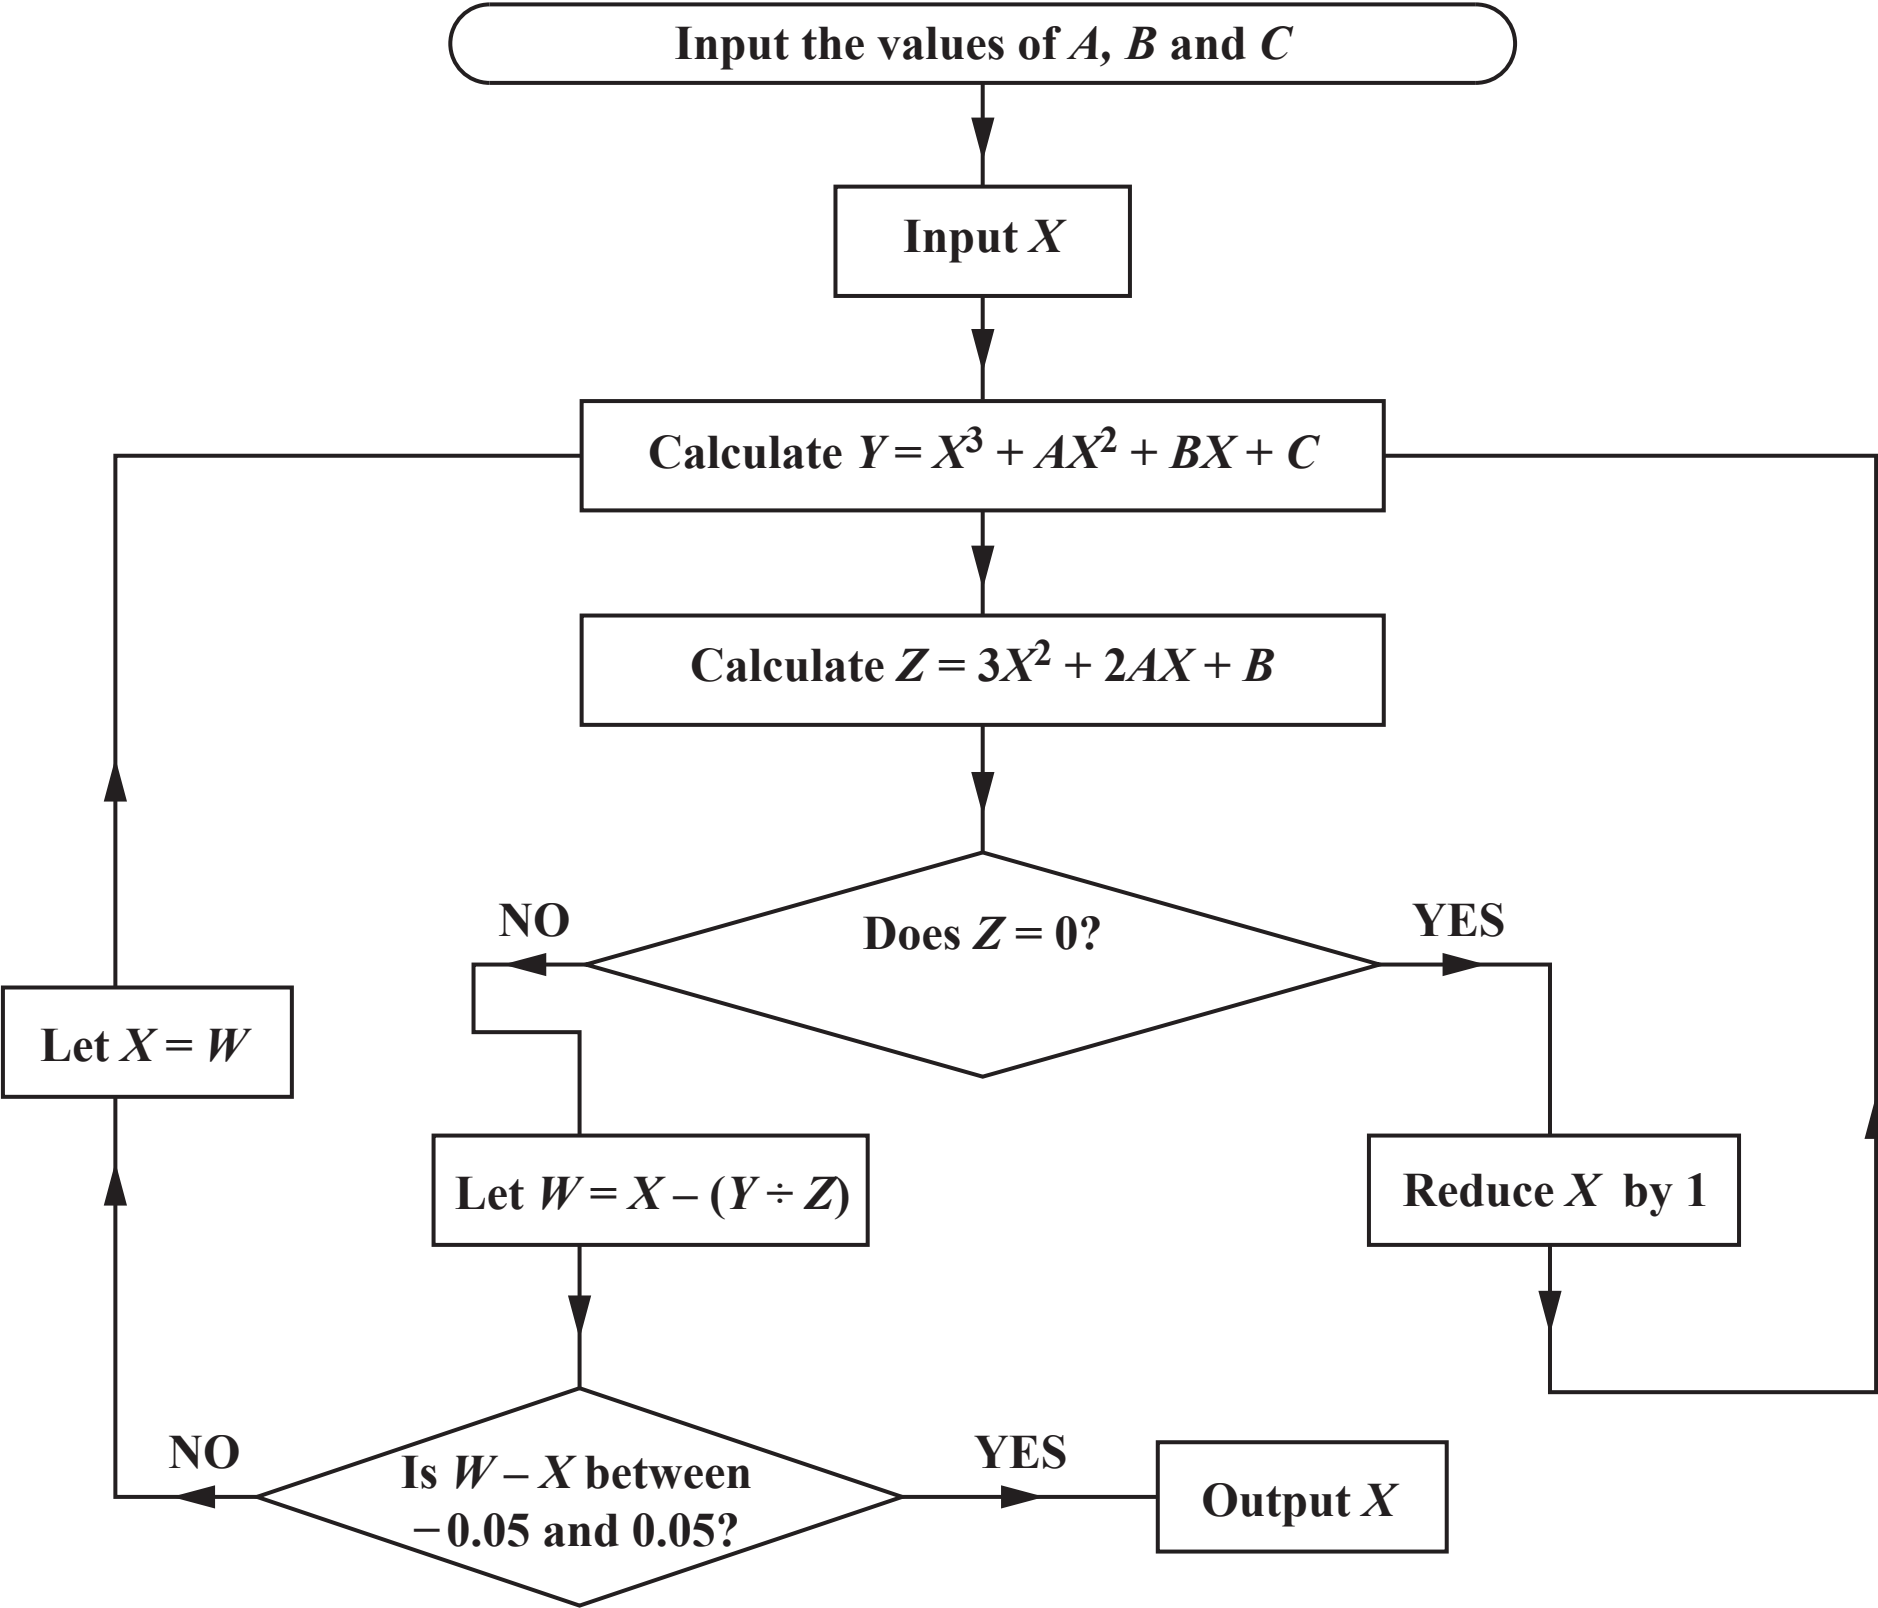 Input the values of A, B and C
Input X
Calculate Y = X³ + AX² + BX + C
Calculate Z = 3X² + 2AX + B
NO
Does Z = 0?
YES
Let X = W
Let W = X – (Y ÷ Z)
Reduce X by 1
NO
Is W – X between
−0.05 and 0.05?
YES
Output X